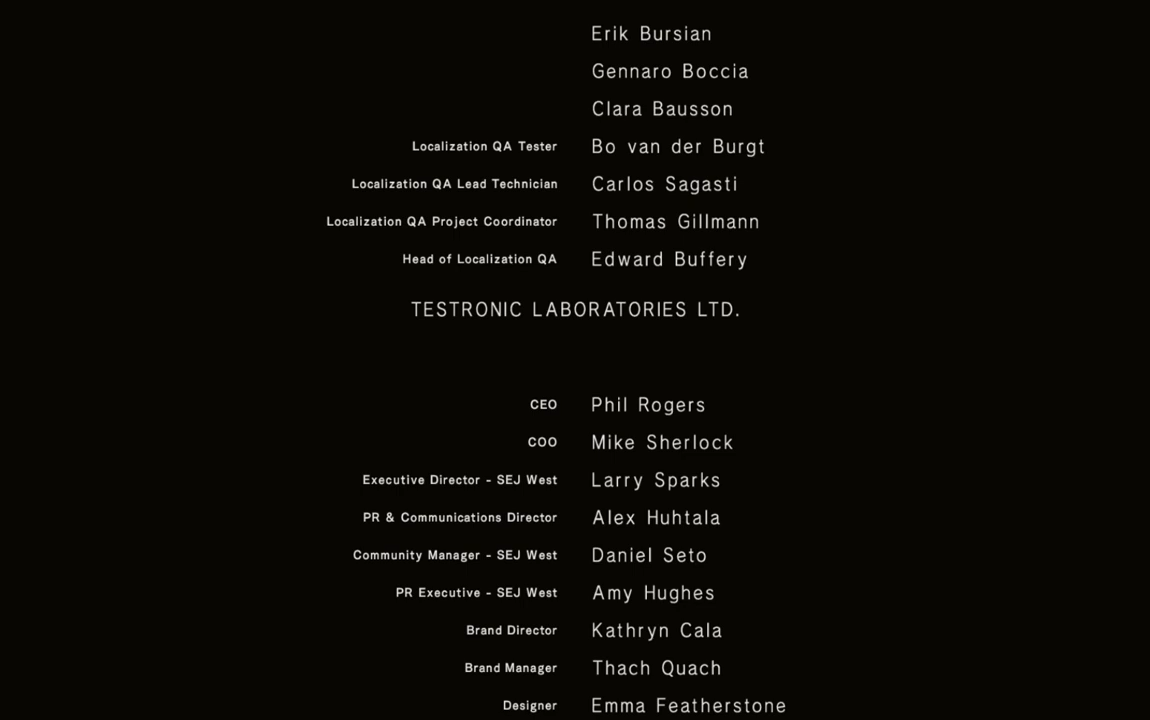 Erik Bursian
Gennaro Boccia
Clara Bausson
Localization QA Tester Bo van der Burgt
Localization QA Lead Technician Carlos Sagasti
Localization QA Project Coordinator Thomas Gillmann
Head of Localization QA Edward Buffery
TESTRONIC LABORATORIES LTD.
CEO Phil Rogers
COO Mike Sherlock
Executive Director - SEJ West Larry Sparks
PR & Communications Director Alex Huhtala
Community Manager - SEJ West Daniel Seto
PR Executive - SEJ West Amy Hughes
Brand Director Kathryn Cala
Brand Manager Thach Quach
Designer Emma Featherstone